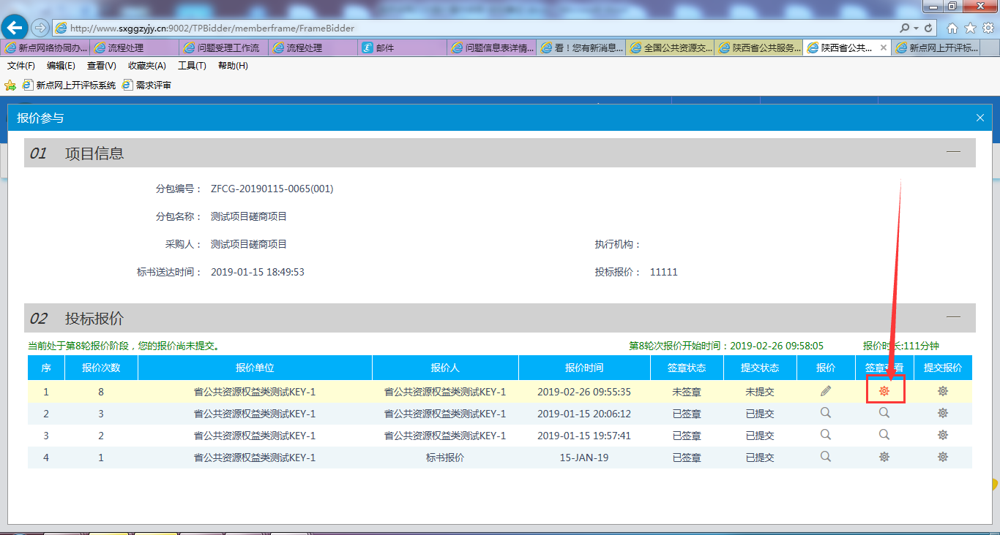 http://www.sxggzyjy.cn:9002/TPBidder/memberframe/FrameBidder
新点网络协同办... 流程处理 问题受理工作流 流程处理 邮件 问题信息表详情... 看！您有新消息... 全国公共资源交... 陕西省公共服务... 陕西省公共... 新点网上开评标...
文件(F) 编辑(E) 查看(V) 收藏夹(A) 工具(T) 帮助(H)
新点网上开评标系统 需求评审
报价参与
01 项目信息
分包编号： ZFCG-20190115-0065(001)
分包名称： 测试项目磋商项目
采购人： 测试项目磋商项目 执行机构：
标书送达时间： 2019-01-15 18:49:53 投标报价： 11111
02 投标报价
当前处于第8轮报价阶段，您的报价尚未提交。 第8轮次报价开始时间：2019-02-26 09:58:05 报价时长:111分钟
序 报价次数 报价单位 报价人 报价时间 签章状态 提交状态 报价 签章查看 提交报价
1 8 省公共资源权益类测试KEY-1 省公共资源权益类测试KEY-1 2019-02-26 09:55:35 未签章 未提交
2 3 省公共资源权益类测试KEY-1 省公共资源权益类测试KEY-1 2019-01-15 20:06:12 已签章 已提交
3 2 省公共资源权益类测试KEY-1 省公共资源权益类测试KEY-1 2019-01-15 19:57:41 已签章 已提交
4 1 省公共资源权益类测试KEY-1 标书报价 15-JAN-19 已签章 已提交